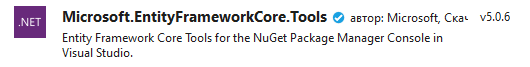 .NET
Microsoft.EntityFrameworkCore.Tools автор: Microsoft, v5.0.6
Entity Framework Core Tools for the NuGet Package Manager Console in
Visual Studio.